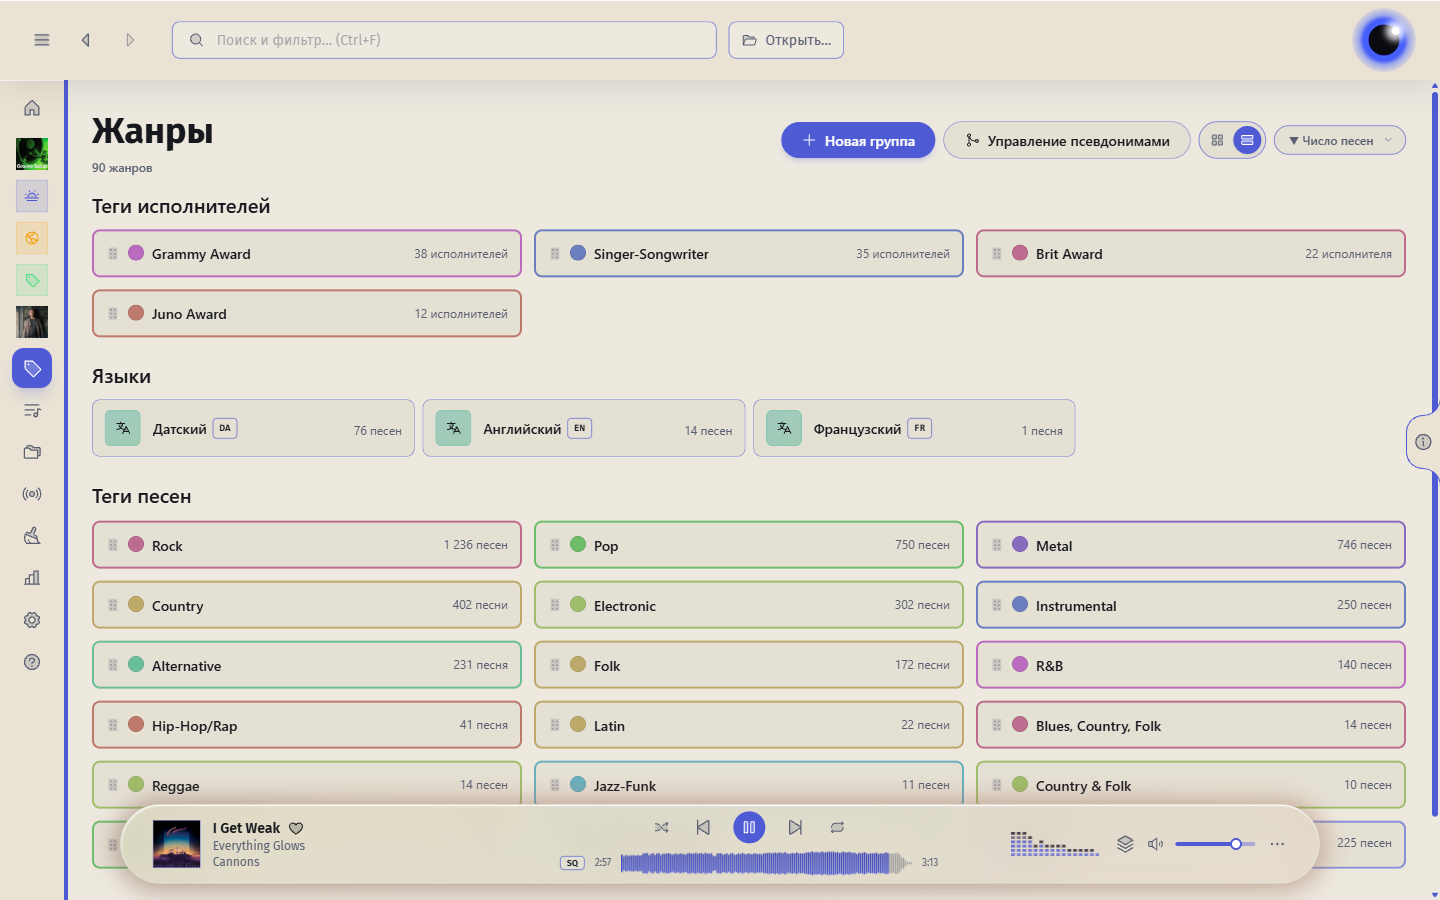 Поиск и фильтр... (Ctrl+F)
Открыть...
Жанры
90 жанров
Новая группа
Управление псевдонимами
▼ Число песен
Теги исполнителей
Grammy Award
38 исполнителей
Singer-Songwriter
35 исполнителей
Brit Award
22 исполнителя
Juno Award
12 исполнителей
Языки
Датский
DA
76 песен
Английский
EN
14 песен
Французский
FR
1 песня
Теги песен
Rock
1 236 песен
Pop
750 песен
Metal
746 песен
Country
402 песни
Electronic
302 песни
Instrumental
250 песен
Alternative
231 песня
Folk
172 песни
R&B
140 песен
Hip-Hop/Rap
41 песня
Latin
22 песни
Blues, Country, Folk
14 песен
Reggae
14 песен
Jazz-Funk
11 песен
Country & Folk
10 песен
225 песен
I Get Weak
Everything Glows
Cannons
SQ
2:57
3:13